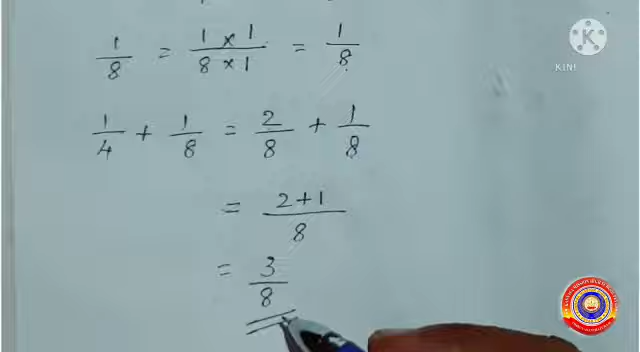 1/8 = 1 × 1 / 8 × 1 = 1/8
KINE
1/4 + 1/8 = 2/8 + 1/8
= 2+1 / 8
= 3/8